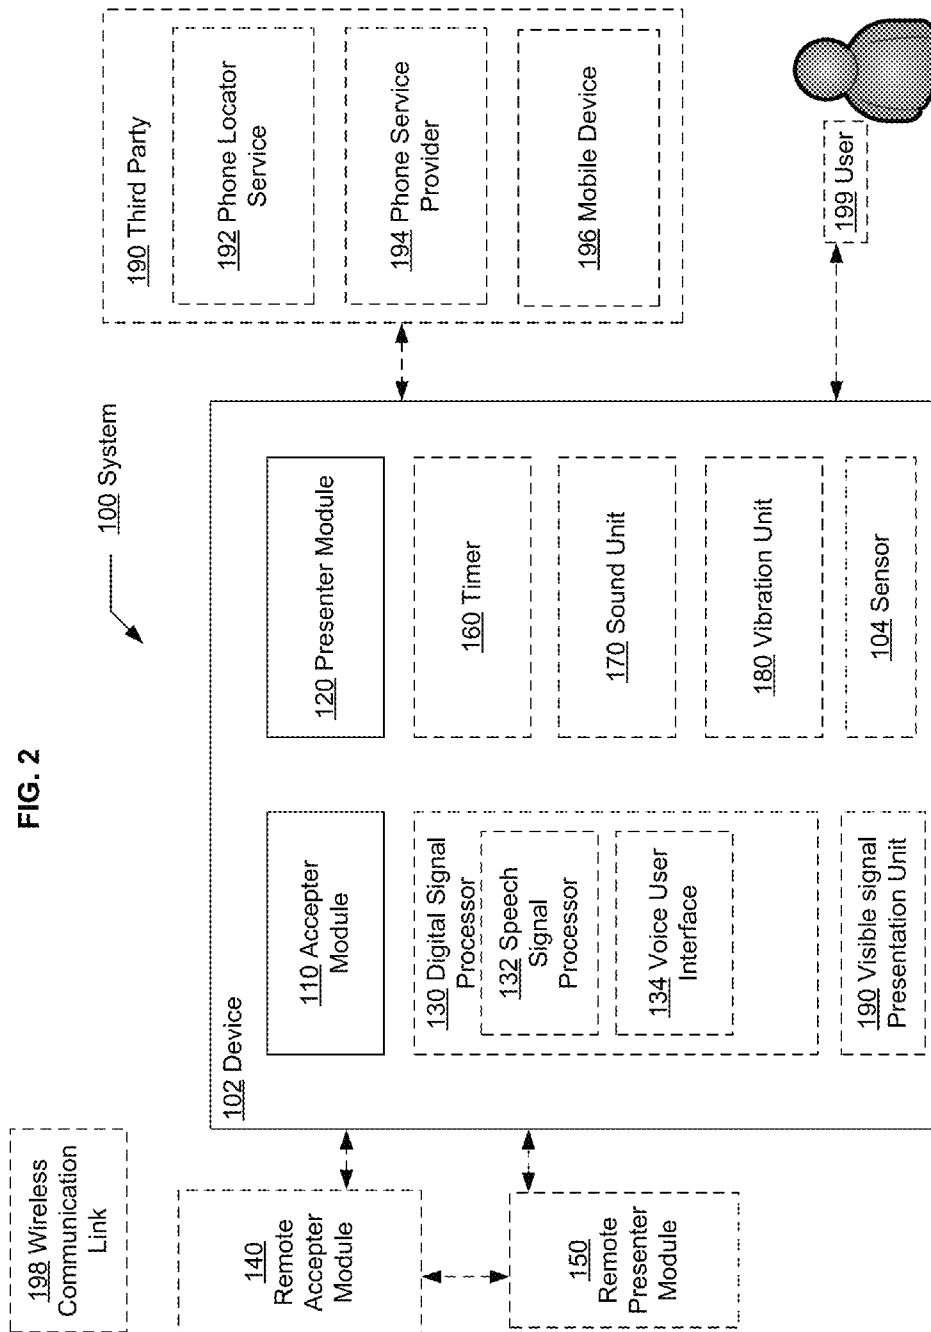 FIG. 2
100 System
198 Wireless
Communication
Link
140
Remote
Accepter
Module
150
Remote
Presenter
Module
102 Device
110 Accepter
Module
120 Presenter Module
130 Digital Signal
Processor
132 Speech
Signal
Processor
134 Voice User
Interface
160 Timer
170 Sound Unit
180 Vibration Unit
190 Visible signal
Presentation Unit
104 Sensor
190 Third Party
192 Phone Locator
Service
194 Phone Service
Provider
196 Mobile Device
199 User